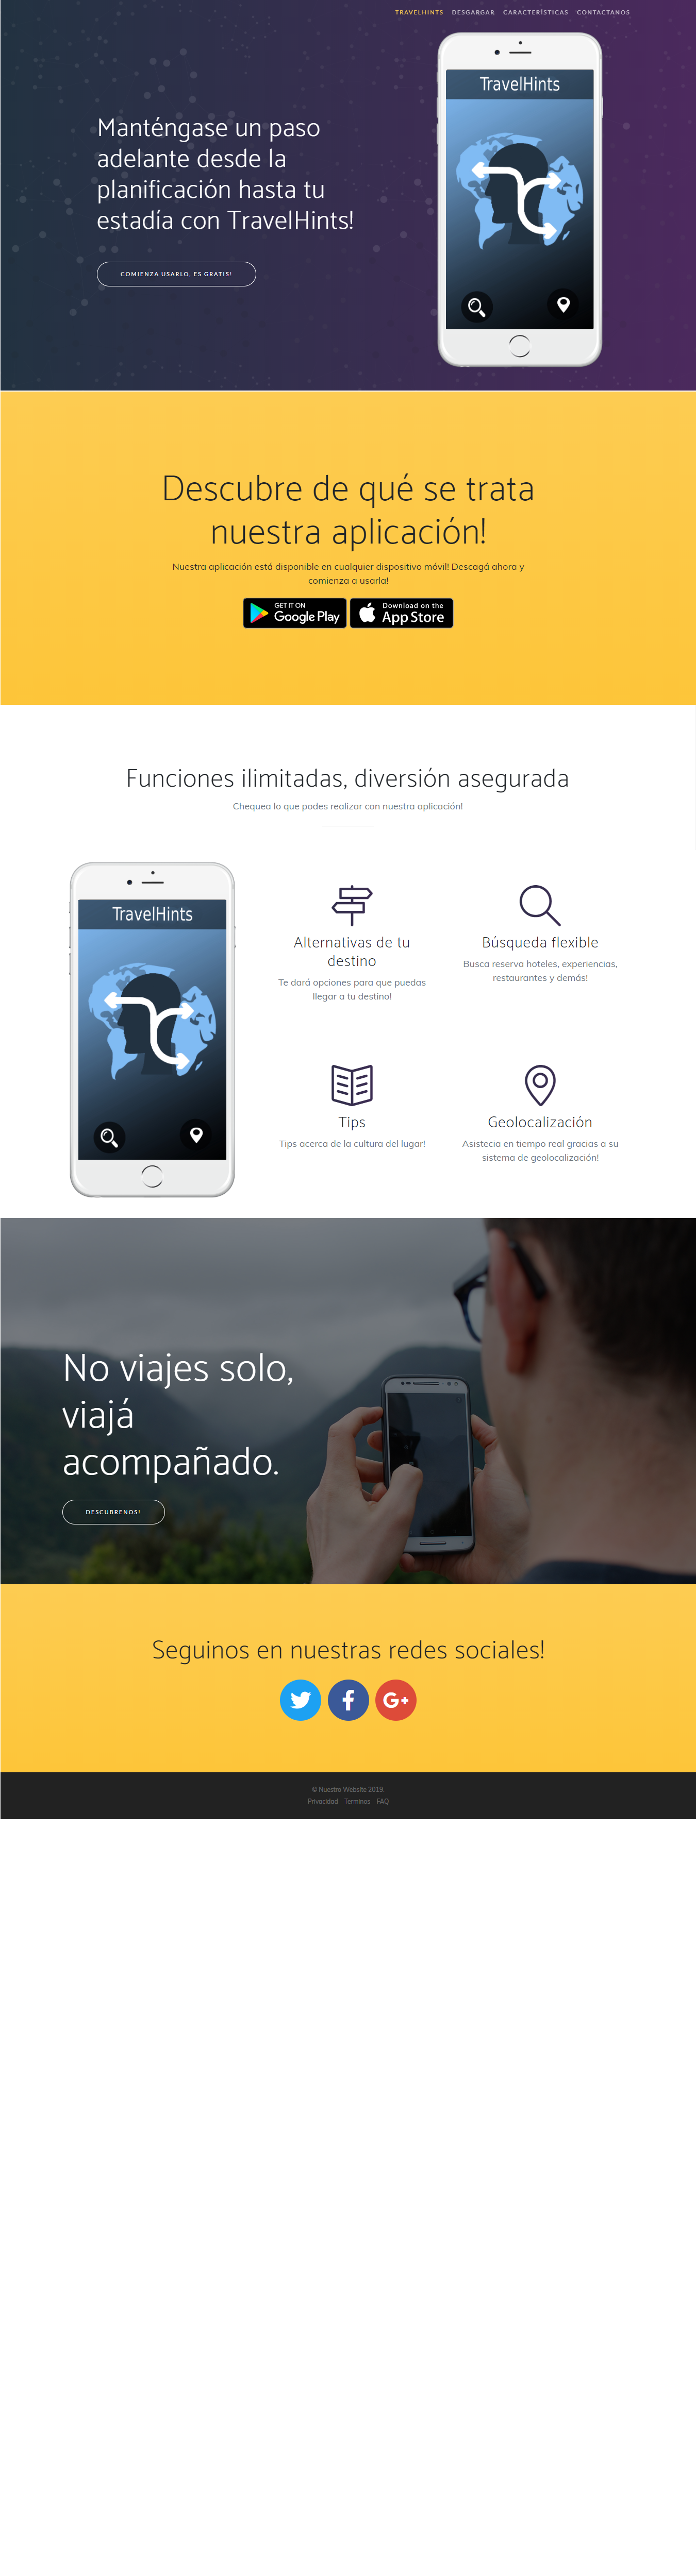 TRAVELHINTS DESGARGAR CARACTERÍSTICAS CONTACTANOS
TravelHints
Manténgase un paso
adelante desde la
planificación hasta tu
estadía con TravelHints!
COMIENZA USARLO, ES GRATIS!
Descubre de qué se trata
nuestra aplicación!
Nuestra aplicación está disponible en cualquier dispositivo móvil! Descagá ahora y
comienza a usarla!
GET IT ON
Google Play
Download on the
App Store
Funciones ilimitadas, diversión asegurada
Chequea lo que podes realizar con nuestra aplicación!
TravelHints
Alternativas de tu
destino
Te dará opciones para que puedas
llegar a tu destino!
Búsqueda flexible
Busca reserva hoteles, experiencias,
restaurantes y demás!
Tips
Tips acerca de la cultura del lugar!
Geolocalización
Asistecia en tiempo real gracias a su
sistema de geolocalización!
No viajes solo,
viajá
acompañado.
DESCUBRENOS!
Seguinos en nuestras redes sociales!
© Nuestro Website 2019
Privacidad Terminos FAQ